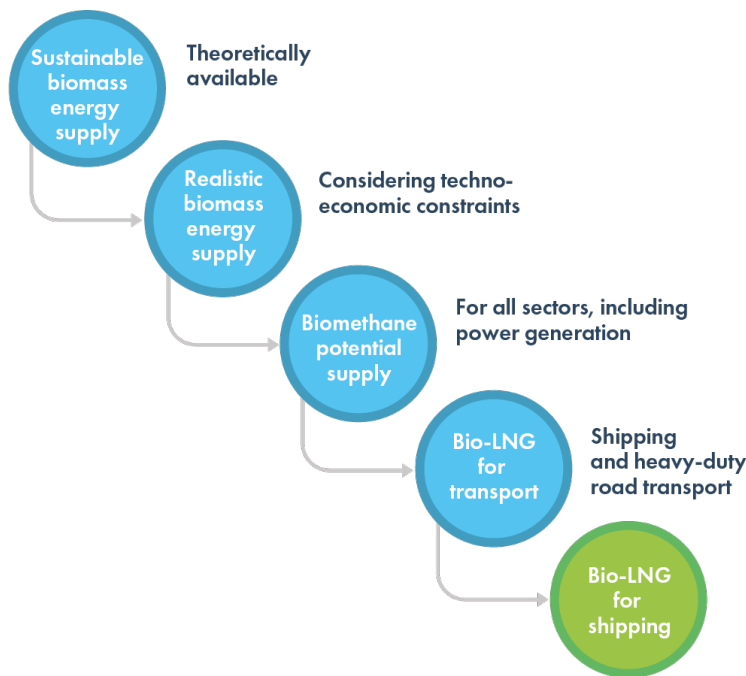 Sustainable
biomass
energy
supply
Theoretically
available
Realistic
biomass
energy
supply
Considering techno-
economic constraints
Biomethane
potential
supply
For all sectors, including
power generation
Bio-LNG
for
transport
Shipping
and heavy-duty
road transport
Bio-LNG
for
shipping